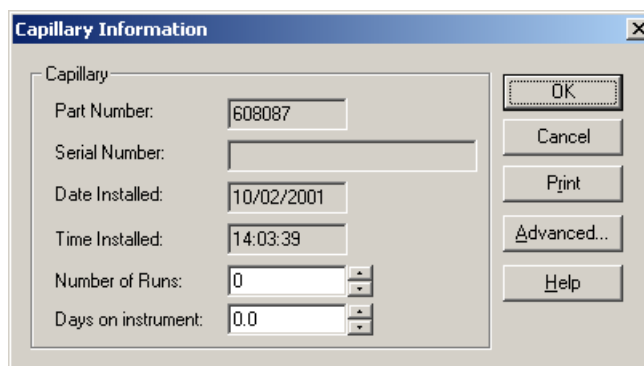 Capillary Information
Capillary
Part Number: 608087
Serial Number:
Date Installed: 10/02/2001
Time Installed: 14:03:39
Number of Runs: 0
Days on instrument: 0.0
OK
Cancel
Print
Advanced...
Help